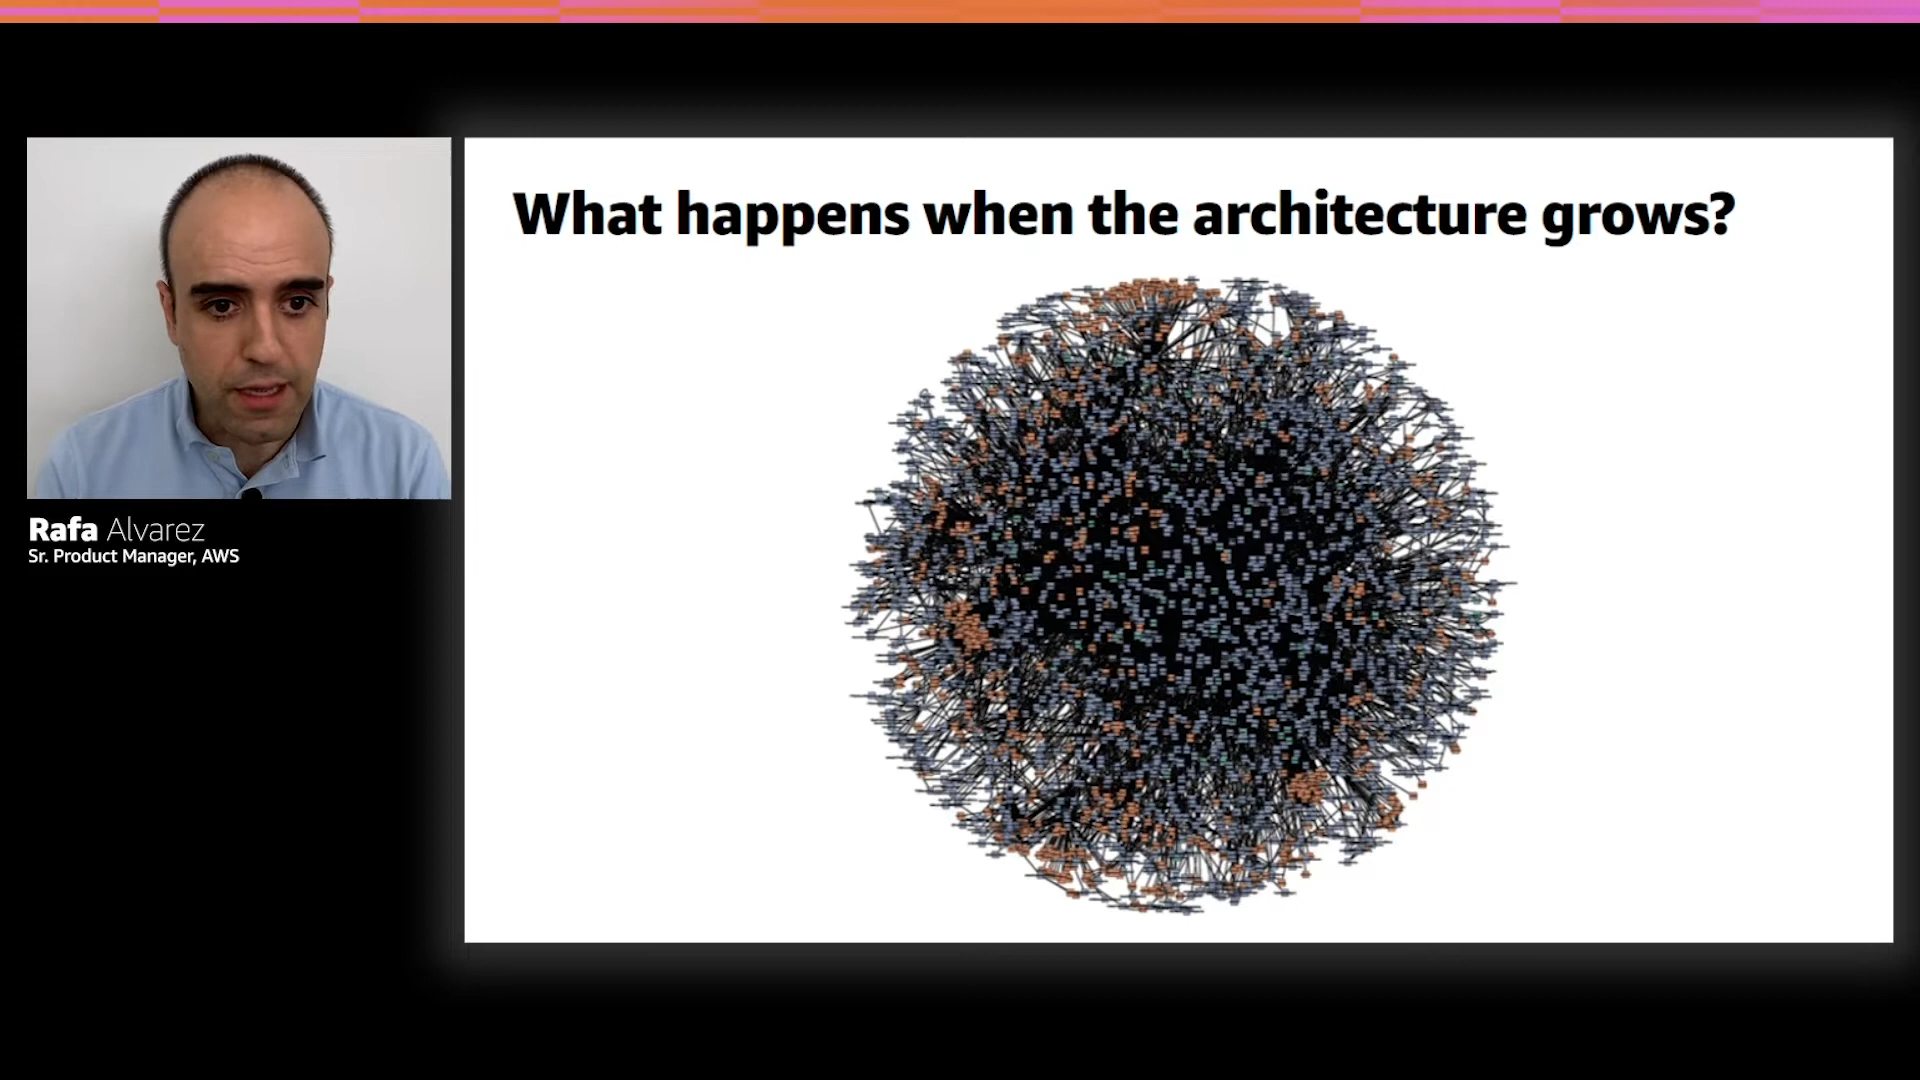 What happens when the architecture grows?
Rafa Alvarez
Sr. Product Manager, AWS